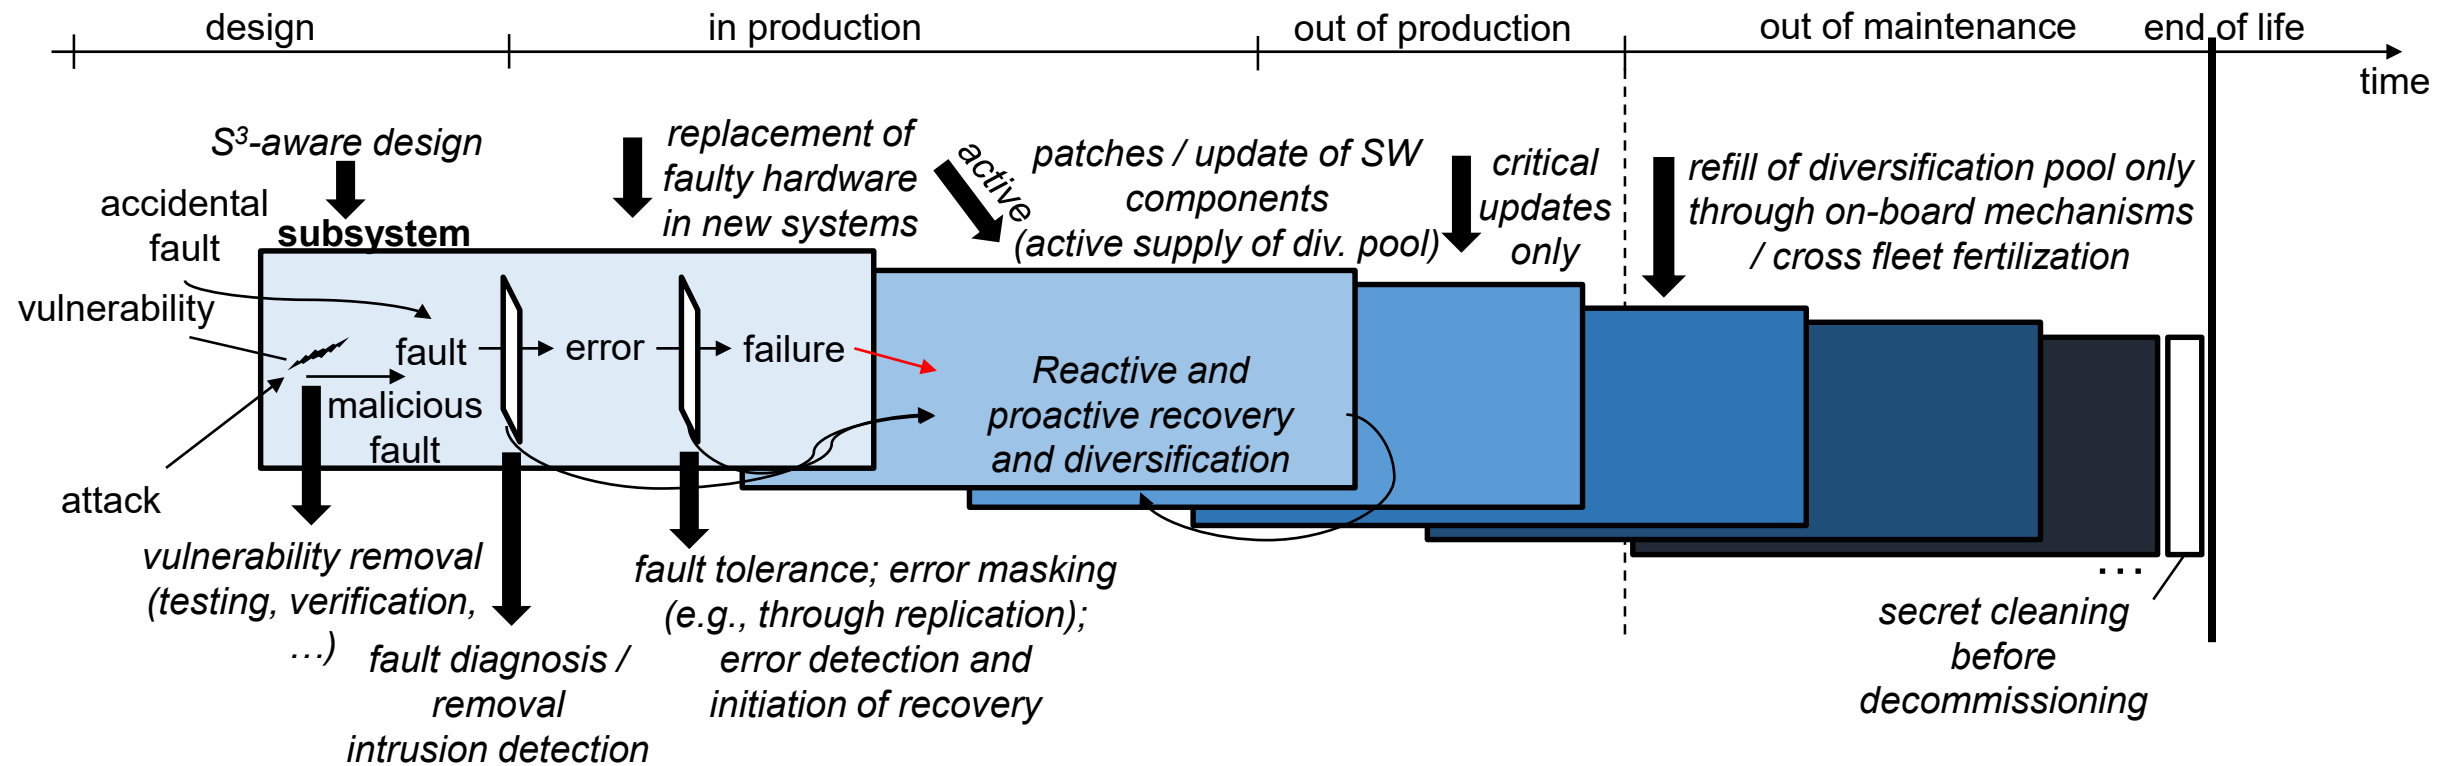 design
in production
out of production
out of maintenance
end of life
time
S³-aware design
replacement of
faulty hardware
in new systems
active
patches / update of SW
components
(active supply of div. pool)
critical
updates
only
refill of diversification pool only
through on-board mechanisms
/ cross fleet fertilization
accidental
fault
subsystem
vulnerability
fault
error
failure
malicious
fault
attack
Reactive and
proactive recovery
and diversification
vulnerability removal
(testing, verification,
…)
fault diagnosis /
removal
intrusion detection
fault tolerance; error masking
(e.g., through replication);
error detection and
initiation of recovery
...
secret cleaning
before
decommissioning